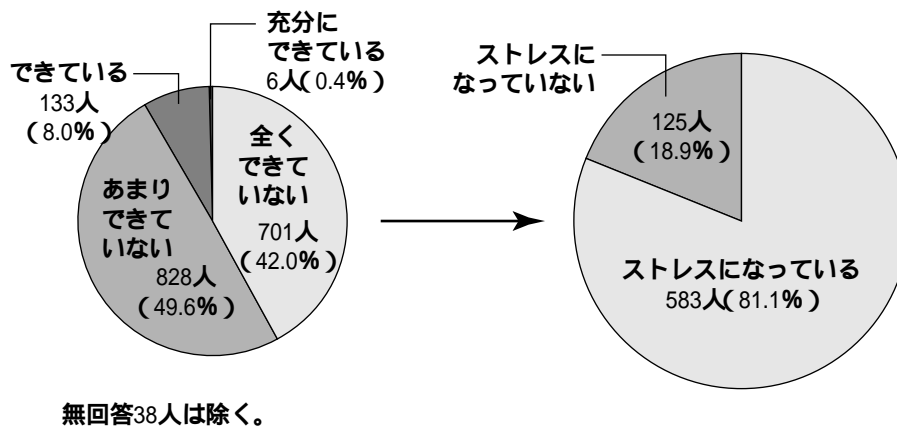 充分に
できている
6人(0.4%)
できている
133人
(8.0%)
全く
できて
いない
701人
(42.0%)
あまり
できて
いない
828人
(49.6%)
ストレスに
なっていない
125人
(18.9%)
ストレスになっている
583人(81.1%)
無回答38人は除く。